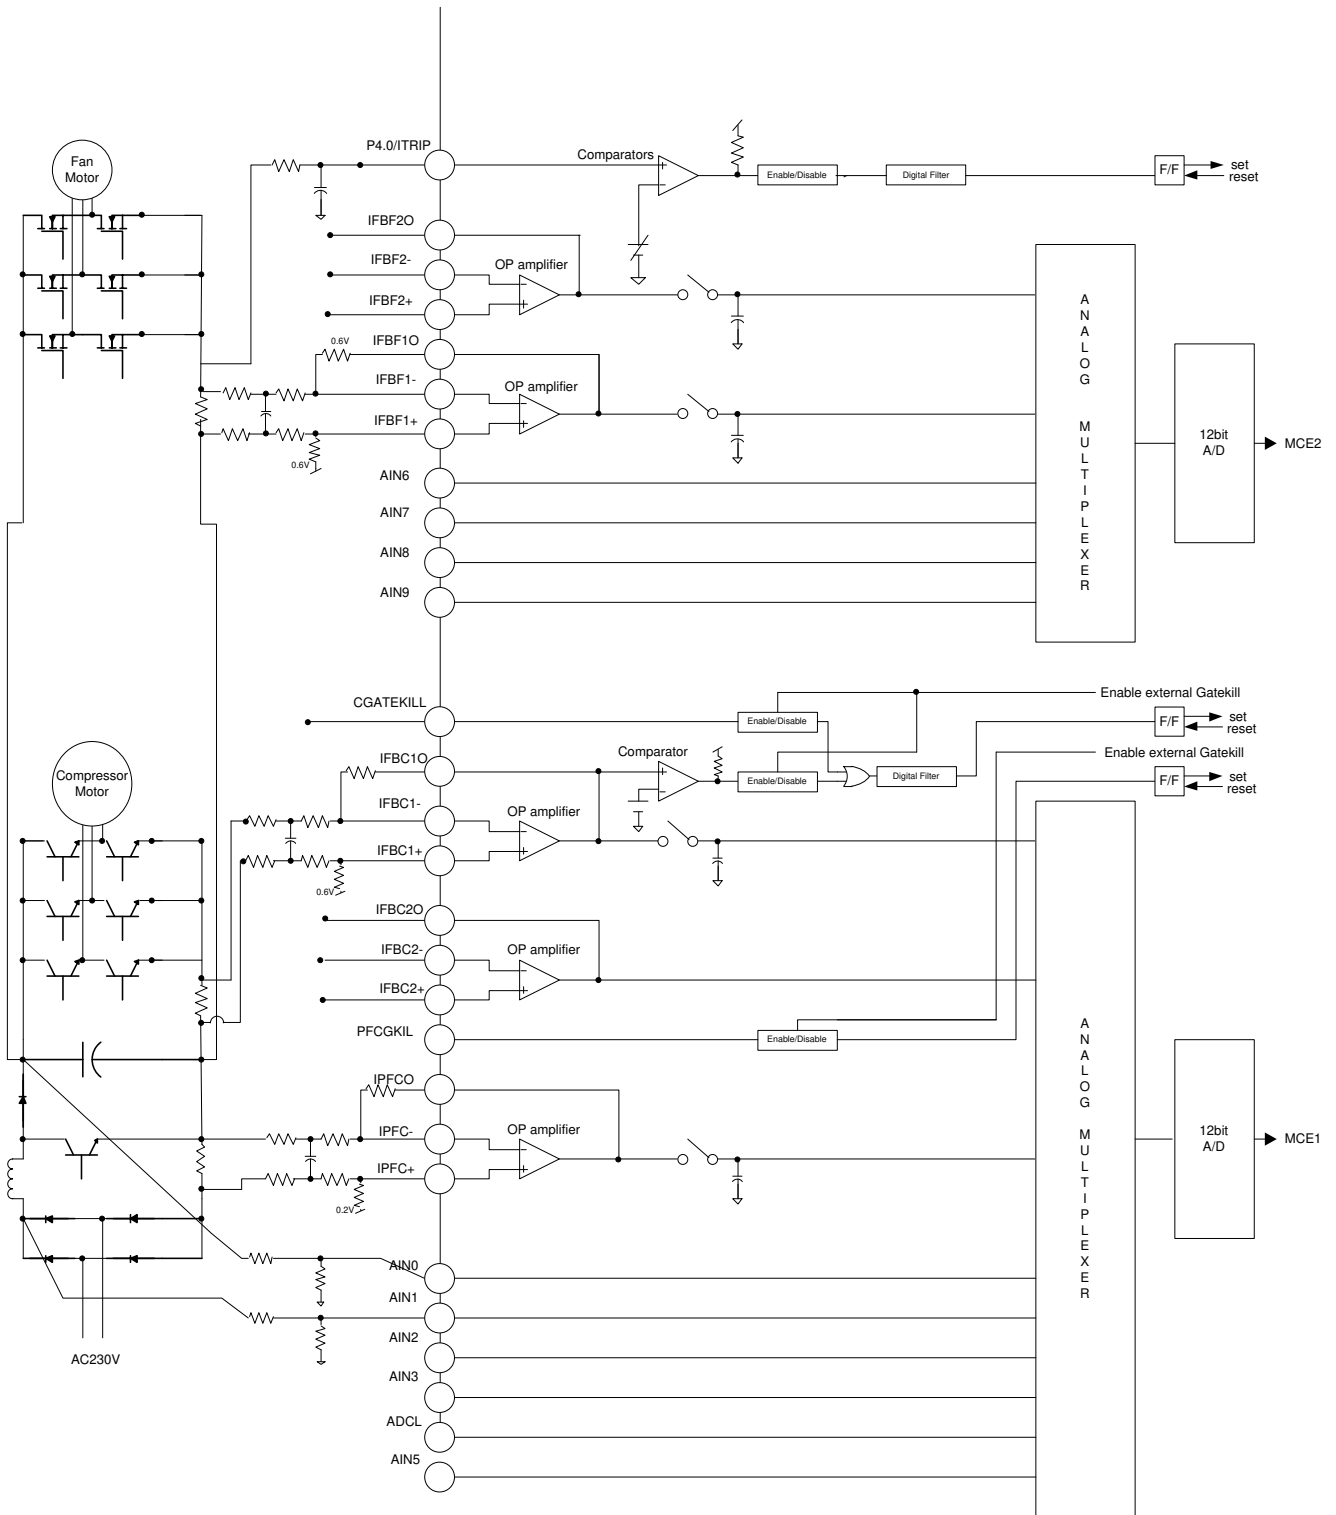 P4.0/ITRIP
Comparators
Enable/Disable
Digital Filter
F/F
set
reset
Fan
Motor
IFBF2O
IFBF2-
OP amplifier
IFBF2+
IFBF1O
0.6V
IFBF1-
OP amplifier
IFBF1+
0.6V
AIN6
AIN7
AIN8
AIN9
ANALOG MULTIPLEXER
12bit
A/D
MCE2
CGATEKILL
Enable/Disable
Enable external Gatekill
F/F
set
reset
Compressor
Motor
IFBC1O
Comparator
Enable/Disable
Digital Filter
Enable external Gatekill
F/F
set
reset
IFBC1-
OP amplifier
IFBC1+
0.6V
IFBC2O
IFBC2-
OP amplifier
IFBC2+
PFCGKIL
Enable/Disable
IPFCO
IPFC-
OP amplifier
IPFC+
0.2V
ANALOG MULTIPLEXER
12bit
A/D
MCE1
AIN0
AIN1
AIN2
AIN3
ADCL
AIN5
AC230V